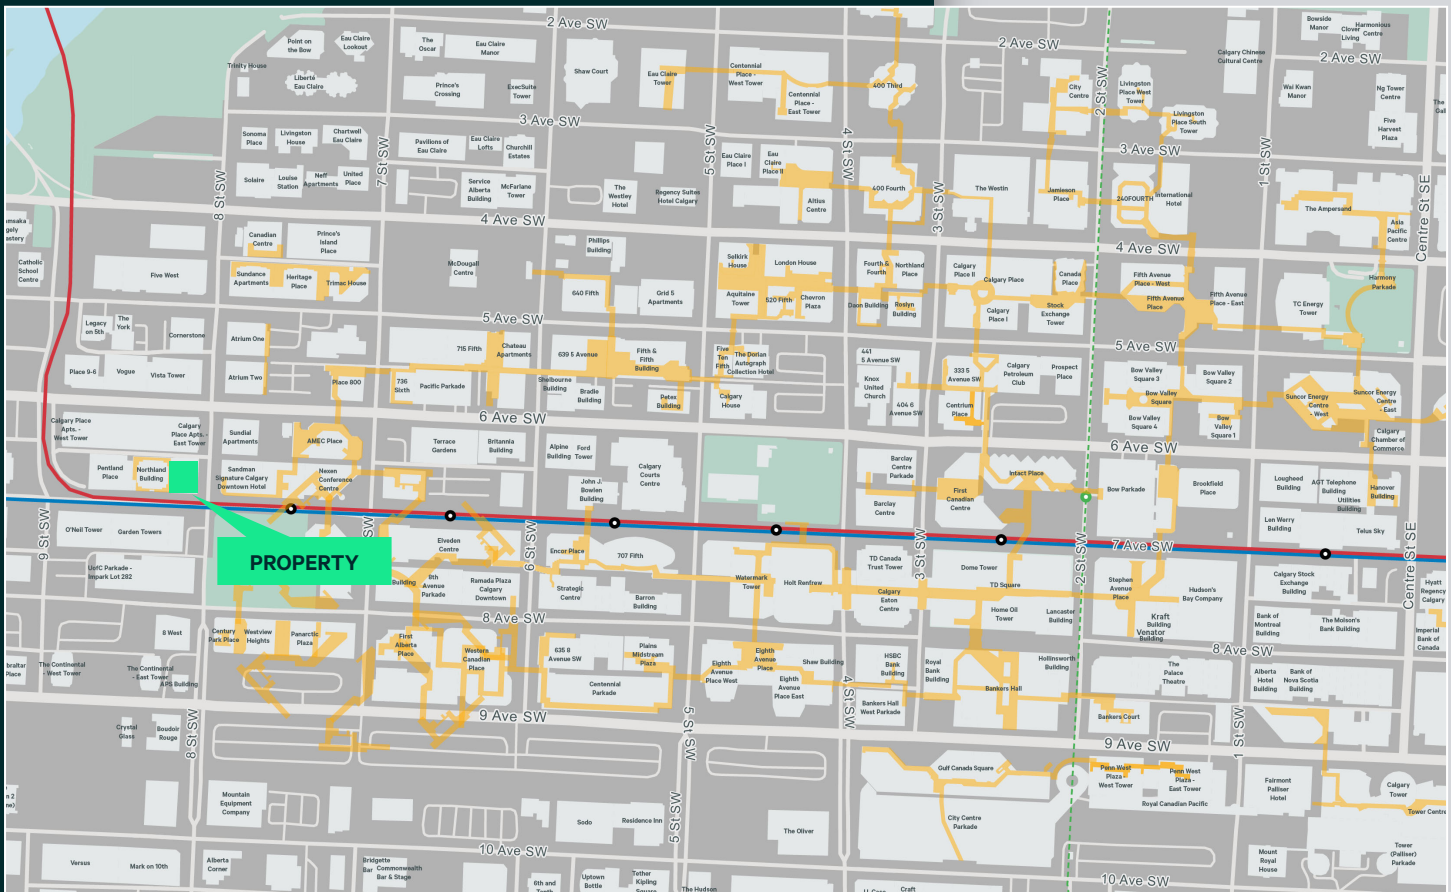 2 Ave SW
2 Ave SW
2 Ave SW
Bowside
Manor
Clover
Living
Harmonious
Centre
Point on
the Bow
Eau Claire
Lookout
The
Oscar
Eau Claire
Manor
Shaw Court
Trinity House
Liberté
Eau Claire
Prince's
Crossing
ExecSuite
Tower
Eau Claire
Tower
Centennial
Place -
West Tower
Centennial
Place -
East Tower
400 Third
City
Centre
2 St SW
Livingston
Place West
Tower
Livingston
Place South
Tower
Calgary Chinese
Cultural Centre
Wai Kwan
Manor
Ng Tower
Centre
Five
Harvest
Plaza
3 Ave SW
3 Ave SW
Sonoma
Place
Livingston
House
Chartwell
Eau Claire
7 St SW
Pavilions of
Eau Claire
Eau Claire
Lofts
Churchill
Estates
5 St SW
4 St SW
1 St SW
Eau Claire
Place I
Eau
Claire
Place II
Solaire
Louise
Station
Neff
Apartments
United
Place
8 St SW
Service
Alberta
Building
McFarlane
Tower
The
Westley
Hotel
Regency Suites
Hotel Calgary
Altius
Centre
400 Fourth
3 St SW
The Westin
Jamieson
Place
240FOURTH
International
Hotel
The Ampersand
Asia
Pacific
Centre
Centre St SE
4 Ave SW
4 Ave SW
Canadian
Centre
Prince's
Island
Place
Phillips
Building
Catholic
School
Centre
Five West
Sundance
Apartments
Heritage
Place
Trimac House
McDougall
Centre
640 Fifth
Grid 5
Apartments
Selkirk
House
London House
Aquitaine
Tower
520 Fifth
Chevron
Plaza
Fourth &
Fourth
Northland
Place
Daon Building
Roslyn
Building
Calgary
Place II
Calgary Place
Calgary
Place I
Canada
Place
Stock
Exchange
Tower
Fifth Avenue
Place - West
Fifth Avenue
Place
Fifth Avenue
Place - East
TC Energy
Tower
Harmony
Parkade
5 Ave SW
5 Ave SW
Legacy
on 5th
The
York
Cornerstone
Atrium One
715 Fifth
Chateau
Apartments
639 5 Avenue
Fifth &
Fifth
Building
Five
Ten
Fifth
The Dorian
Autograph
Collection Hotel
441
5 Avenue SW
Place 9-6
Vogue
Vista Tower
Atrium Two
Place 800
736
Sixth
Pacific Parkade
Shelbourne
Building
Bradie
Building
Petex
Building
Calgary
House
Knox
United
Church
404 6
Avenue SW
333 5
Avenue SW
Centrium
Place
Calgary
Petroleum
Club
Prospect
Place
Bow Valley
Square 3
Bow Valley
Square 2
Bow Valley
Square
Bow Valley
Square 4
Bow
Valley
Square 1
Suncor Energy
Centre
- West
Suncor Energy
Centre
- East
6 Ave SW
6 Ave SW
Calgary Place
Apts. -
West Tower
Calgary
Place Apts. -
East Tower
Sundial
Apartments
AMEC Place
Terrace
Gardens
Britannia
Building
Alpine
Building
Ford
Tower
Calgary
Courts
Centre
Calgary
Chamber of
Commerce
Pentland
Place
Northland
Building
Sandman
Signature Calgary
Downtown Hotel
Nexen
Conference
Centre
John J.
Bowlen
Building
Barclay
Centre
Parkade
Barclay
Centre
First
Canadian
Centre
Intact Place
Bow Parkade
Brookfield
Place
Lougheed
Building
AGT Telephone
Building
Utilities
Building
Hanover
Building
Len Werry
Building
Telus Sky
9 St SW
O'Neil Tower
Garden Towers
PROPERTY
Elveden
Centre
6 St SW
Encor Place
707 Fifth
7 Ave SW
2 St SW
3 St SW
Centre St SE
UofC Parkade -
Impark Lot 282
Building
8th
Avenue
Parkade
Ramada Plaza
Calgary
Downtown
Strategic
Centre
Barron
Building
Watermark
Tower
Holt Renfrew
TD Canada
Trust Tower
Calgary
Eaton
Centre
Dome Tower
TD Square
Home Oil
Tower
Lancaster
Building
Stephen
Avenue
Place
Kraft
Building
Venator
Building
Hudson's
Bay Company
Calgary Stock
Exchange
Building
Hyatt
Regency
Calgary
Bank of
Montreal
Building
The Molson's
Bank Building
Imperial
Bank of
Canada
8 Ave SW
8 Ave SW
8 West
Century
Park Place
Westview
Heights
Panarctic
Plaza
First
Alberta
Place
Western
Canadian
Place
635 8
Avenue SW
Plains
Midstream
Plaza
Centennial
Parkade
Eighth
Avenue
Place West
Eighth
Avenue
Place
Eighth
Avenue
Place East
Shaw Building
HSBC
Bank
Building
Royal
Bank
Building
Bankers Hall
Hollinsworth
Building
The
Palace
Theatre
Alberta
Hotel
Building
Bank of
Nova Scotia
Building
The Continental
- West Tower
The Continental
- East Tower
APS Building
Bankers Hall
West Parkade
Bankers Court
4 St SW
9 Ave SW
9 Ave SW
Crystal
Glass
Boudoir
Rouge
8 St SW
5 St SW
1 St SW
Gulf Canada Square
Penn West
Plaza -
West Tower
Penn West
Plaza -
East Tower
Royal Canadian Pacific
Fairmont
Palliser
Hotel
Calgary
Tower
Tower Centre
Mountain
Equipment
Company
Sodo
Residence Inn
5 St SW
The Oliver
City Centre
Parkade
10 Ave SW
10 Ave SW
Versus
Mark on 10th
Alberta
Corner
Bridgette
Bar
Commonwealth
Bar & Stage
6th and
Tenth
Uptown
Bottle
Tether
Kipling
The Hudson
Craft
Mount
Royal
House
Tower
(Palliser)
Parkade